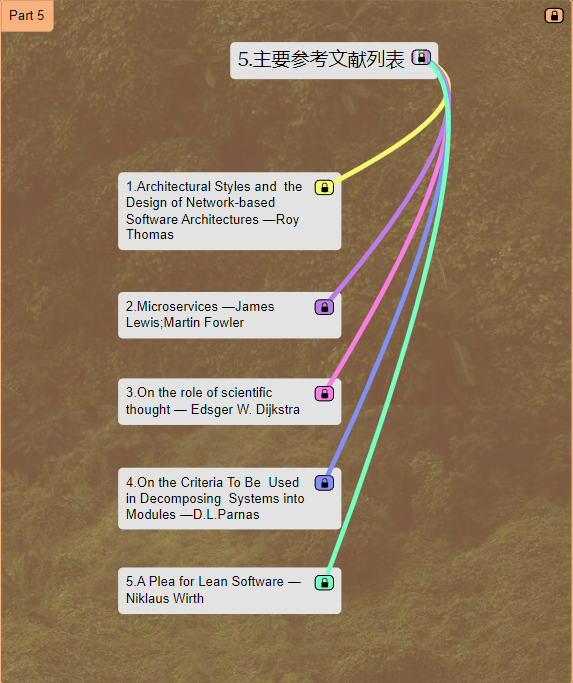 Part 5
5.主要参考文献列表
1.Architectural Styles and  the
Design of Network-based
Software Architectures —Roy
Thomas
2.Microservices —James
Lewis;Martin Fowler
3.On the role of scientific
thought — Edsger W. Dijkstra
4.On the Criteria To Be  Used
in Decomposing  Systems into
Modules —D.L.Parnas
5.A Plea for Lean Software —
Niklaus Wirth